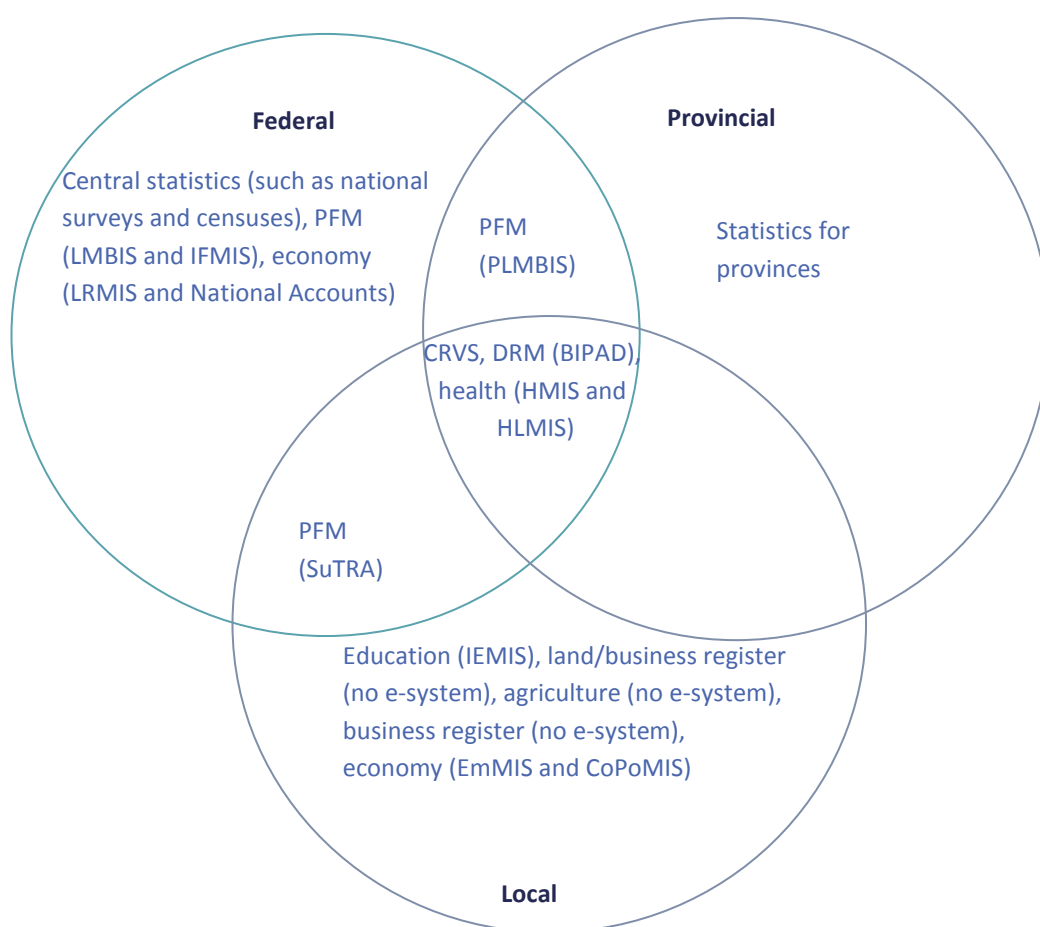 Federal
Central statistics (such as national
surveys and censuses), PFM
(LMBIS and IFMIS), economy
(LRMIS and National Accounts)
PFM
(PLMBIS)
Provincial
Statistics for
provinces
CRVS, DRM (BIPAD),
health (HMIS and
HLMIS)
PFM
(SuTRA)
Education (IEMIS), land/business register
(no e-system), agriculture (no e-system),
business register (no e-system),
economy (EmMIS and CoPoMIS)
Local